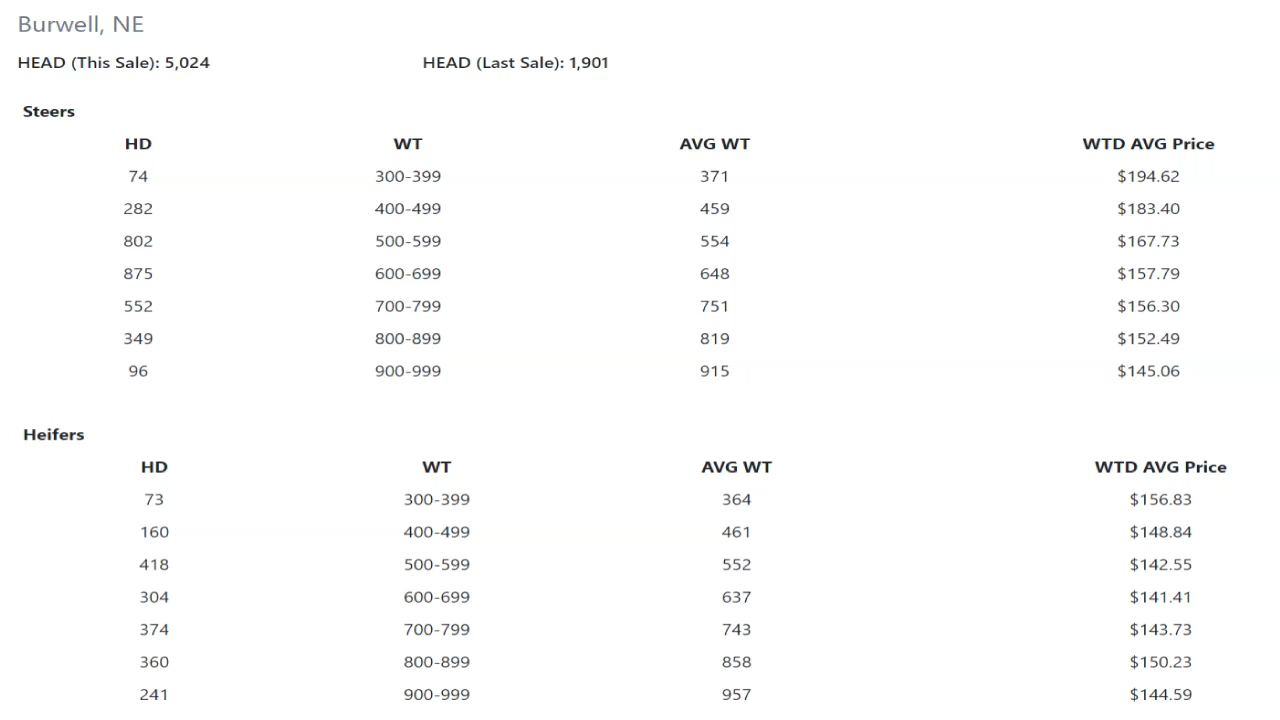 Burwell, NE
HEAD (This Sale): 5,024 HEAD (Last Sale): 1,901
Steers
HD WT AVG WT WTD AVG Price
74 300-399 371 $194.62
282 400-499 459 $183.40
802 500-599 554 $167.73
875 600-699 648 $157.79
552 700-799 751 $156.30
349 800-899 819 $152.49
96 900-999 915 $145.06
Heifers
HD WT AVG WT WTD AVG Price
73 300-399 364 $156.83
160 400-499 461 $148.84
418 500-599 552 $142.55
304 600-699 637 $141.41
374 700-799 743 $143.73
360 800-899 858 $150.23
241 900-999 957 $144.59